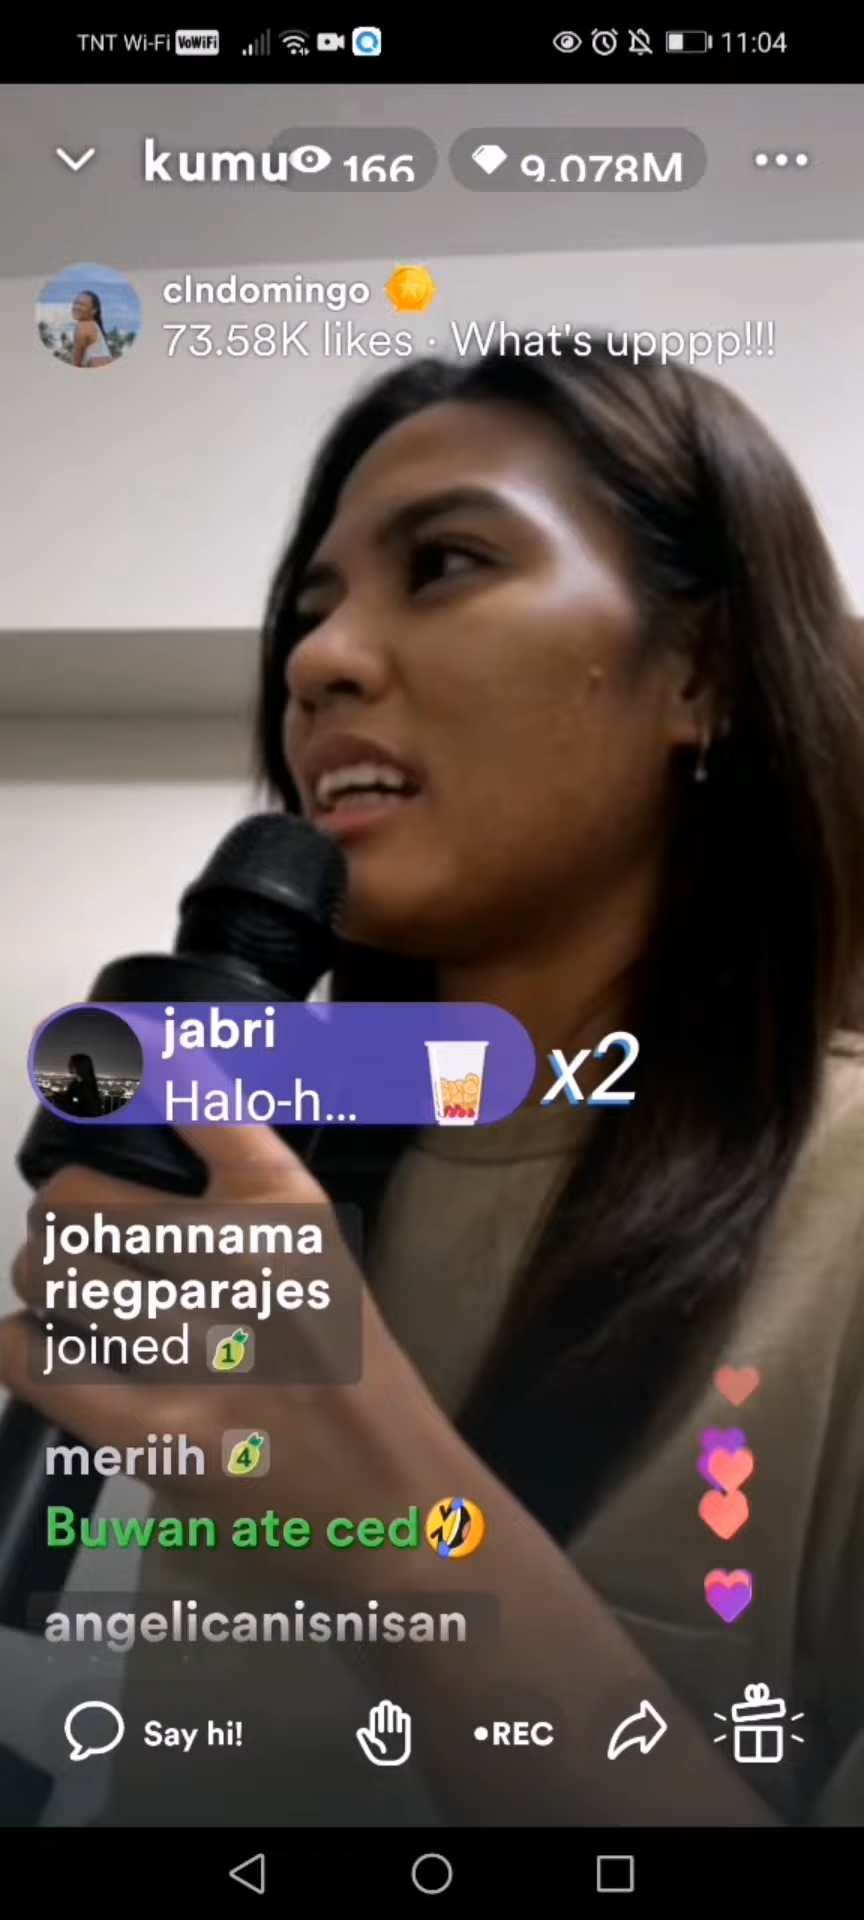 TNT Wi-Fi VoWiFi 11:04
kumu 166 9.078M
clndomingo
73.58K likes · What's upppp!!!
jabri
Halo-h... x2
johannama
riegparajes
joined 1
meriih 4
Buwan ate ced
angelicanisnisan
Say hi! •REC